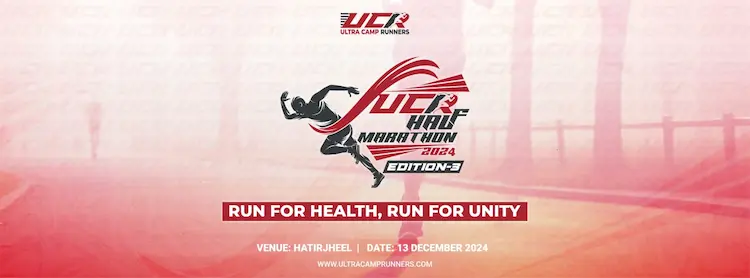 UCR
ULTRA CAMP RUNNERS
UCR
HALF
MARATHON
2024
EDITION-3
RUN FOR HEALTH, RUN FOR UNITY
VENUE: HATIRJHEEL | DATE: 13 DECEMBER 2024
WWW.ULTRACAMPRUNNERS.COM